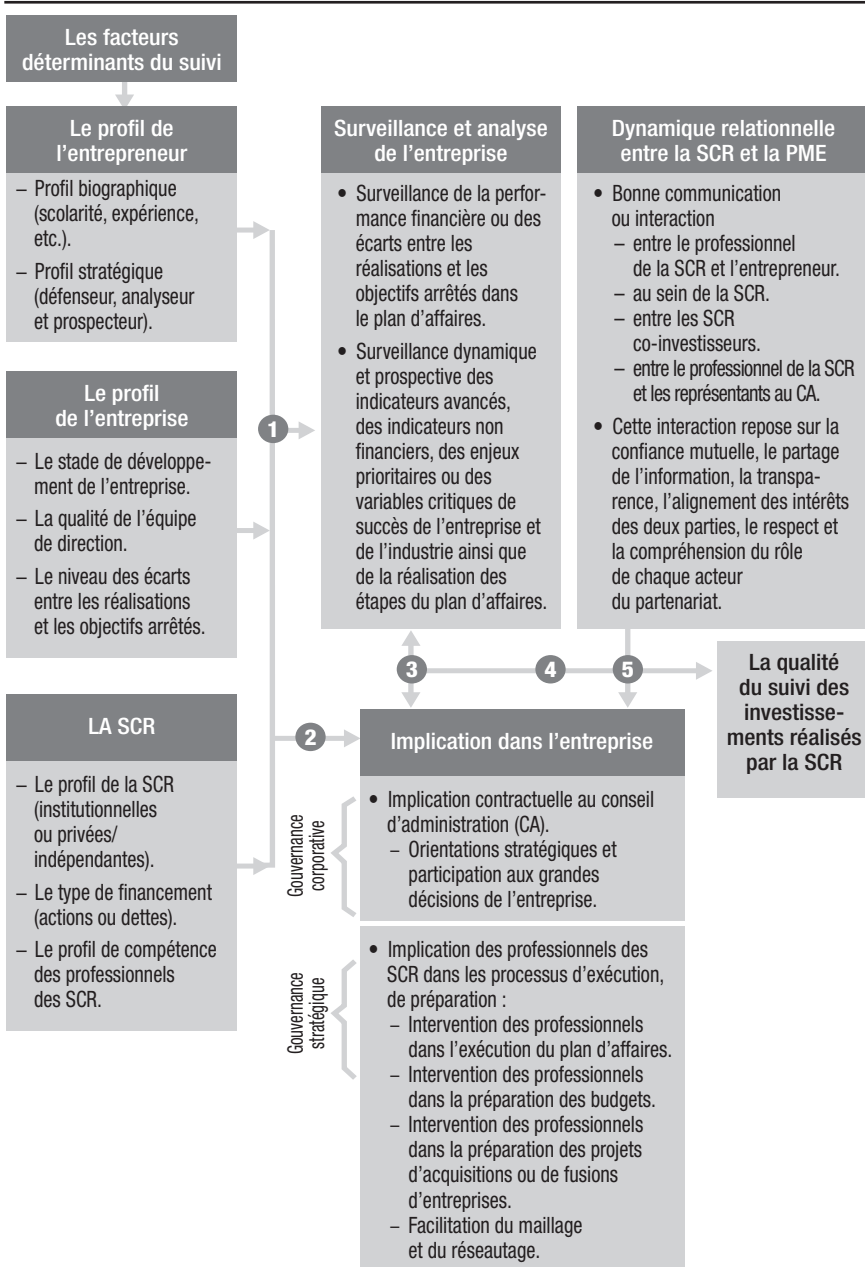 Les facteurs
déterminants du suivi
Le profil de
l’entrepreneur
– Profil biographique
(scolarité, expérience,
etc.).
– Profil stratégique
(défenseur, analyseur
et prospecteur).
Le profil
de l’entreprise
– Le stade de développe-
ment de l’entreprise.
– La qualité de l’équipe
de direction.
– Le niveau des écarts
entre les réalisations
et les objectifs arrêtés.
LA SCR
– Le profil de la SCR
(institutionnelles
ou privées/
indépendantes).
– Le type de financement
(actions ou dettes).
– Le profil de compétence
des professionnels
des SCR.
1
2
Surveillance et analyse
de l’entreprise
• Surveillance de la perfor-
mance financière ou des
écarts entre les
réalisations et les
objectifs arrêtés dans
le plan d’affaires.
• Surveillance dynamique
et prospective des
indicateurs avancés,
des indicateurs non
financiers, des enjeux
prioritaires ou des
variables critiques de
succès de l’entreprise et
de l’industrie ainsi que
de la réalisation des
étapes du plan d’affaires.
Dynamique relationnelle
entre la SCR et la PME
• Bonne communication
ou interaction
– entre le professionnel
de la SCR et l’entrepreneur.
– au sein de la SCR.
– entre les SCR
co-investisseurs.
– entre le professionnel de la SCR
et les représentants au CA.
• Cette interaction repose sur la
confiance mutuelle, le partage
de l’information, la transpa-
rence, l’alignement des intérêts
des deux parties, le respect et
la compréhension du rôle
de chaque acteur
du partenariat.
3
4
5
La qualité
du suivi des
investisse-
ments réalisés
par la SCR
Implication dans l’entreprise
Gouvernance
corporative
• Implication contractuelle au conseil
d’administration (CA).
– Orientations stratégiques et
participation aux grandes
décisions de l’entreprise.
Gouvernance
stratégique
• Implication des professionnels des
SCR dans les processus d’exécution,
de préparation :
– Intervention des professionnels
dans l’exécution du plan d’affaires.
– Intervention des professionnels
dans la préparation des budgets.
– Intervention des professionnels
dans la préparation des projets
d’acquisitions ou de fusions
d’entreprises.
– Facilitation du maillage
et du réseautage.